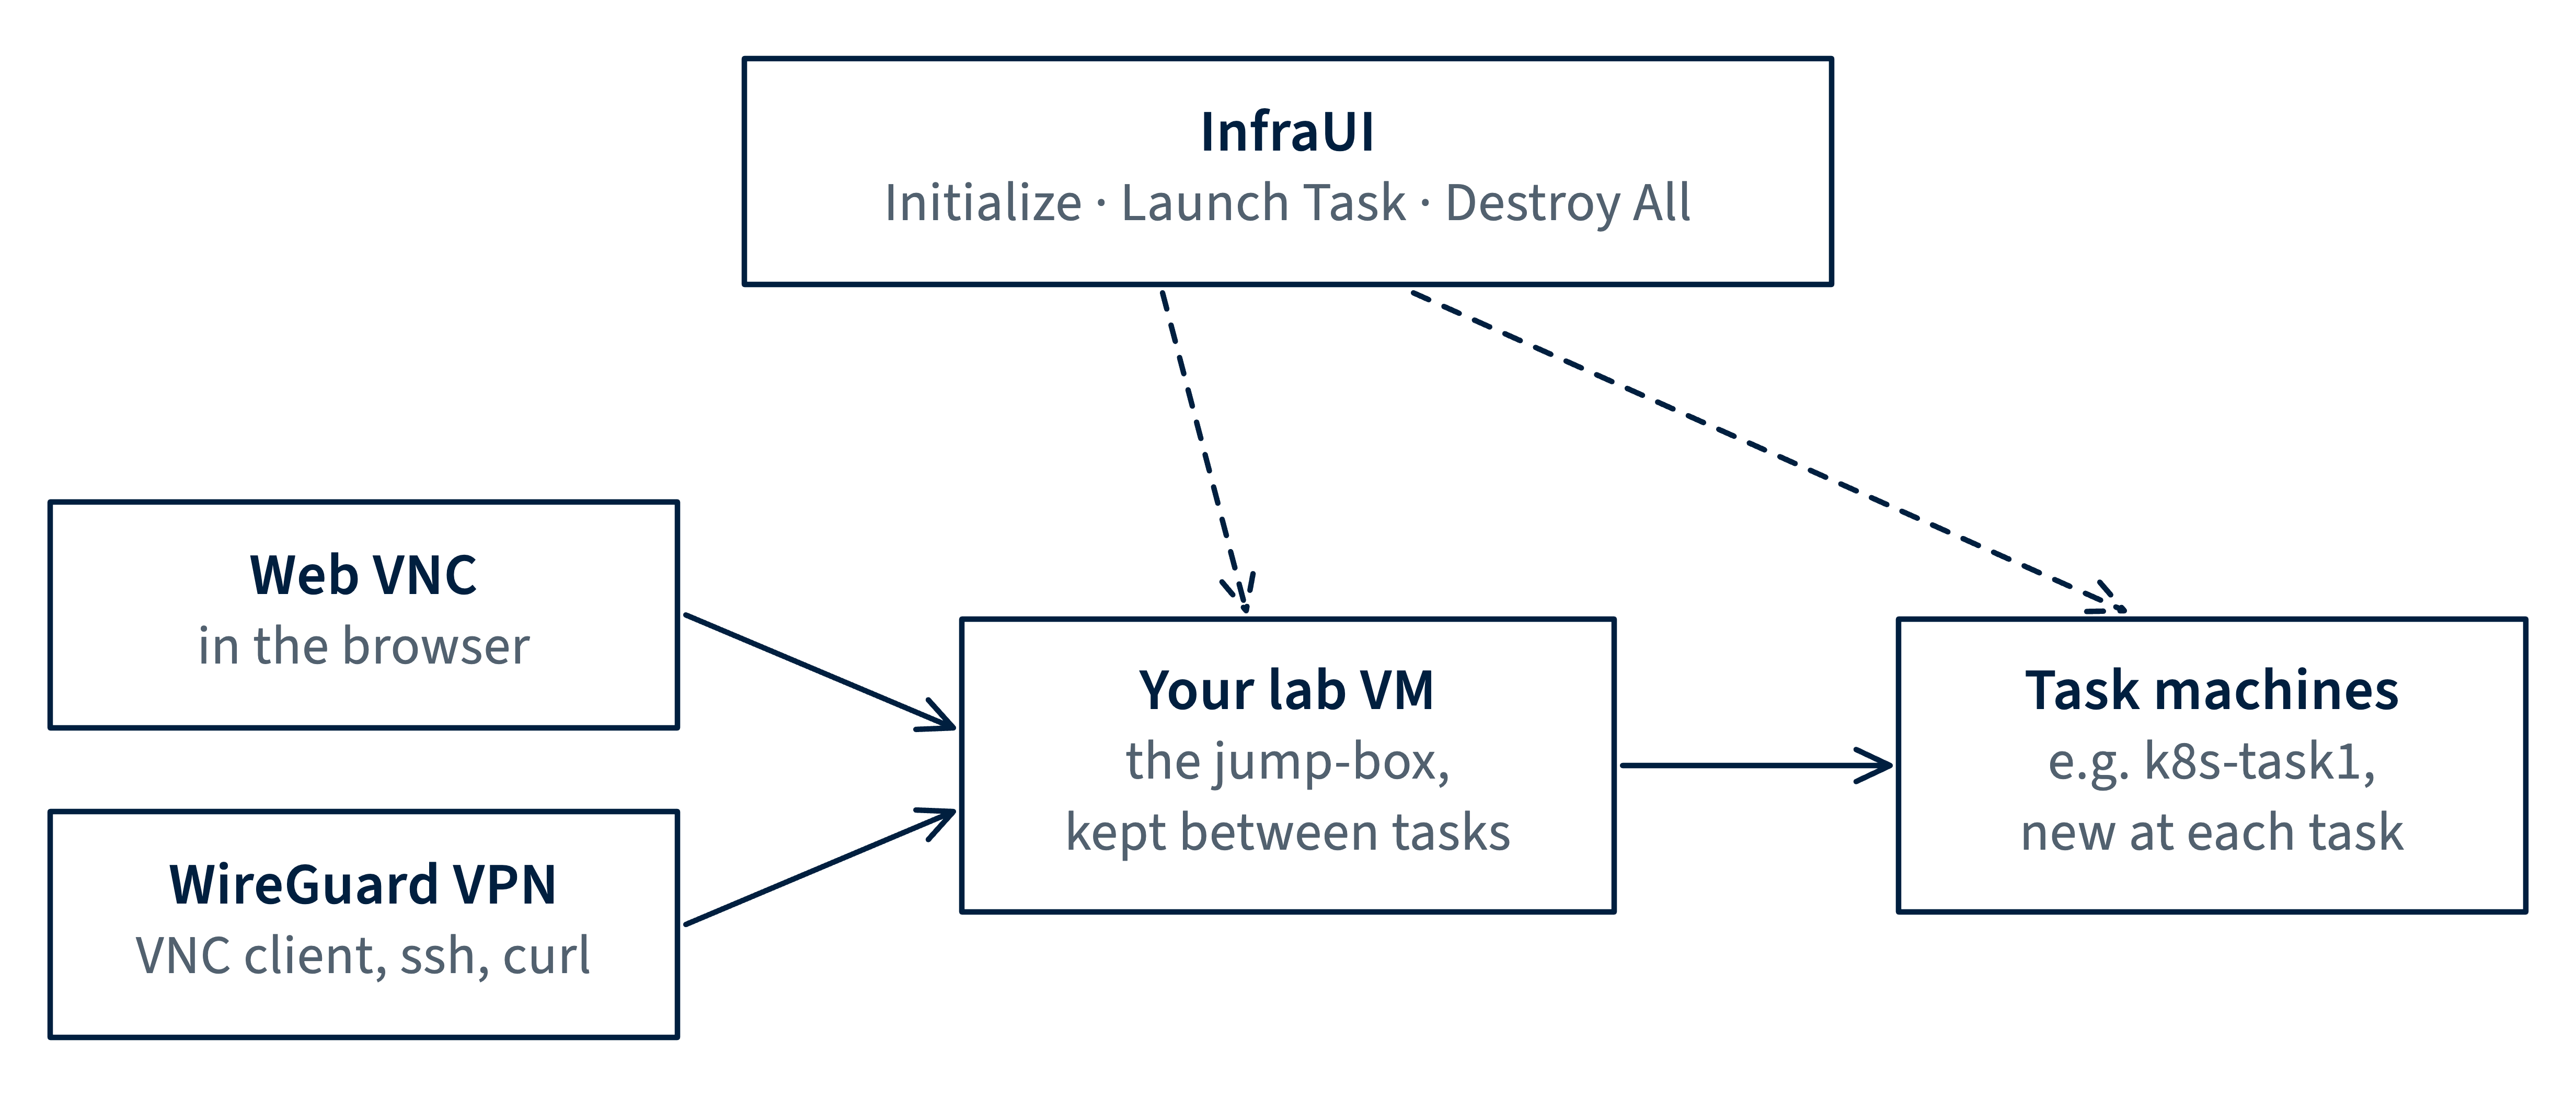 InfraUI
Initialize · Launch Task · Destroy All
Web VNC
in the browser
WireGuard VPN
VNC client, ssh, curl
Your lab VM
the jump-box,
kept between tasks
Task machines
e.g. k8s-task1,
new at each task